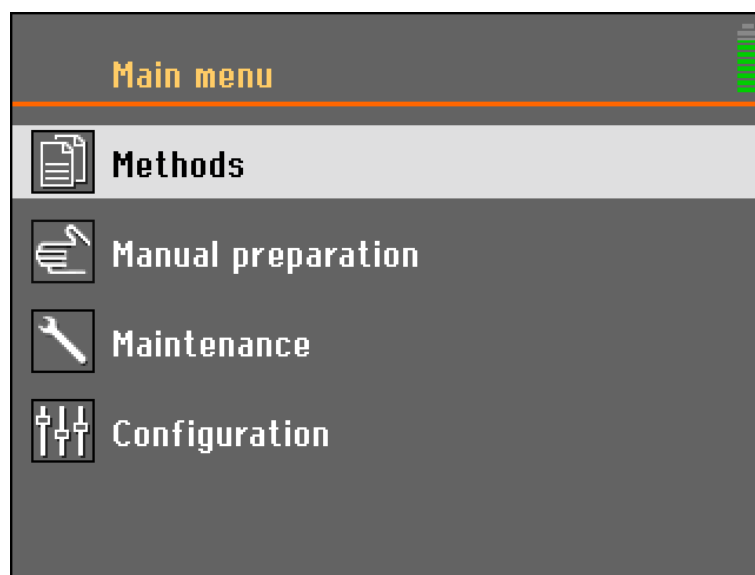 Main menu
Methods
Manual preparation
Maintenance
Configuration